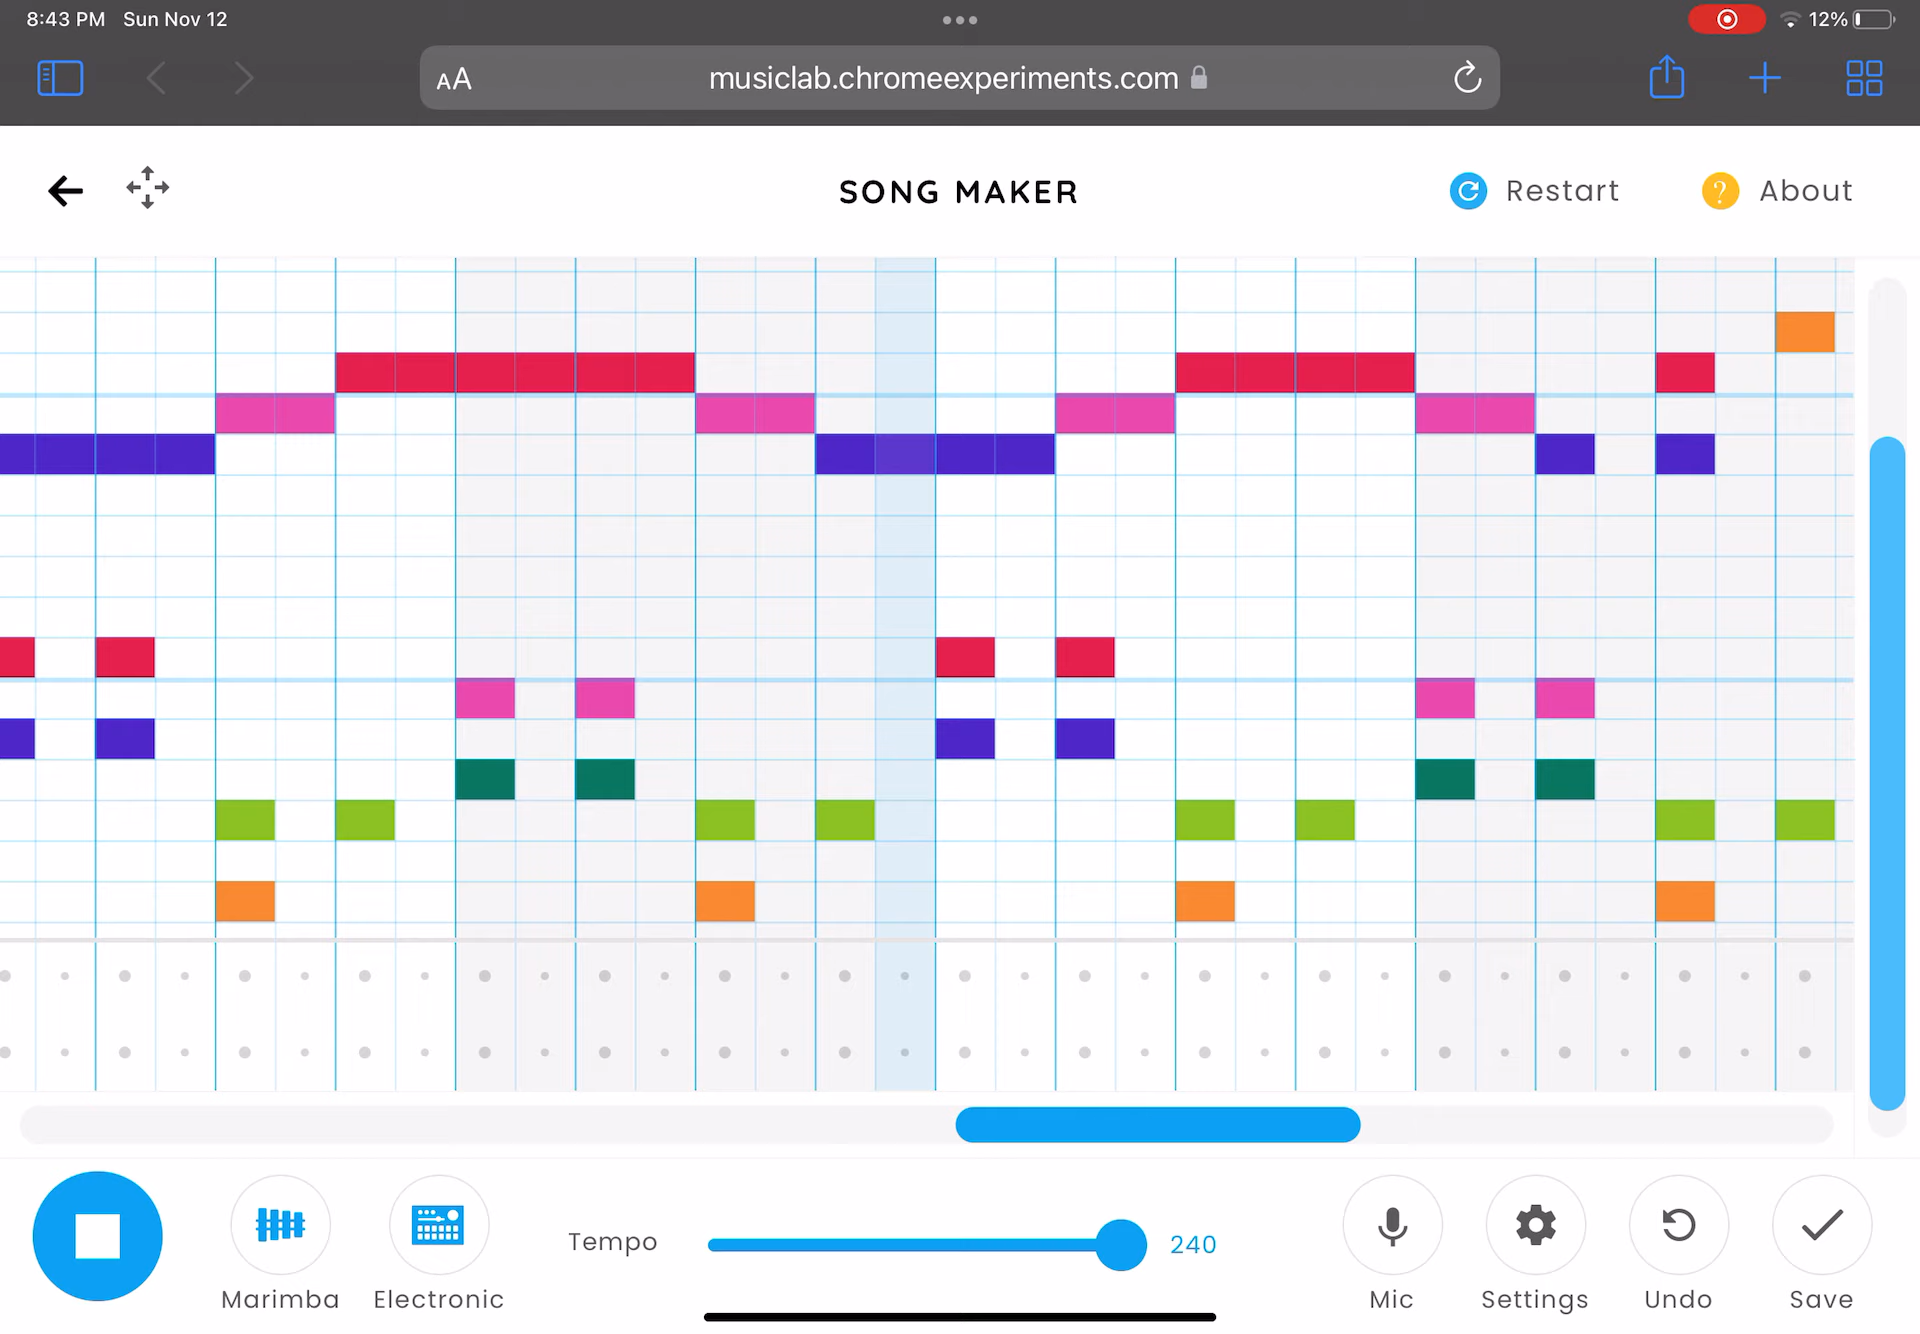 8:43 PM Sun Nov 12
12%
AA musiclab.chromeexperiments.com
SONG MAKER
Restart
? About
Tempo
240
Marimba Electronic
Mic Settings Undo Save